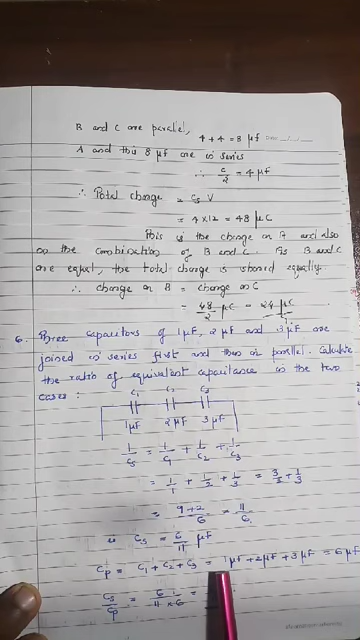 B and C are parallel, 4 + 4 = 8 μf
A and this 8 μf are in series
∴ C/2 = 4 μf
∴ Total charge = Cs V
= 4 × 12 = 48 μC
This is the charge on A and also
on the combination of B and C. As B and C
are equal, the total charge is shared equally.
∴ charge on B = charge on C
= 48/2 μC = 24 μC
6. Three capacitors of 1μF, 2μF and 3μF are
joined in series first and then in parallel. Calculate
the ratio of equivalent capacitance in the two
cases:
C1 C2 C3
1μF 2μF 3μF
1/Cs = 1/C1 + 1/C2 + 1/C3
= 1/1 + 1/2 + 1/3 = 3/2 + 1/3
= 9+2/6 = 11/6
Cs = 6/11 μF
Cp = C1 + C2 + C3 = 1μF + 2μF + 3μF = 6μF
Cs/Cp = 6/11 × 6 =